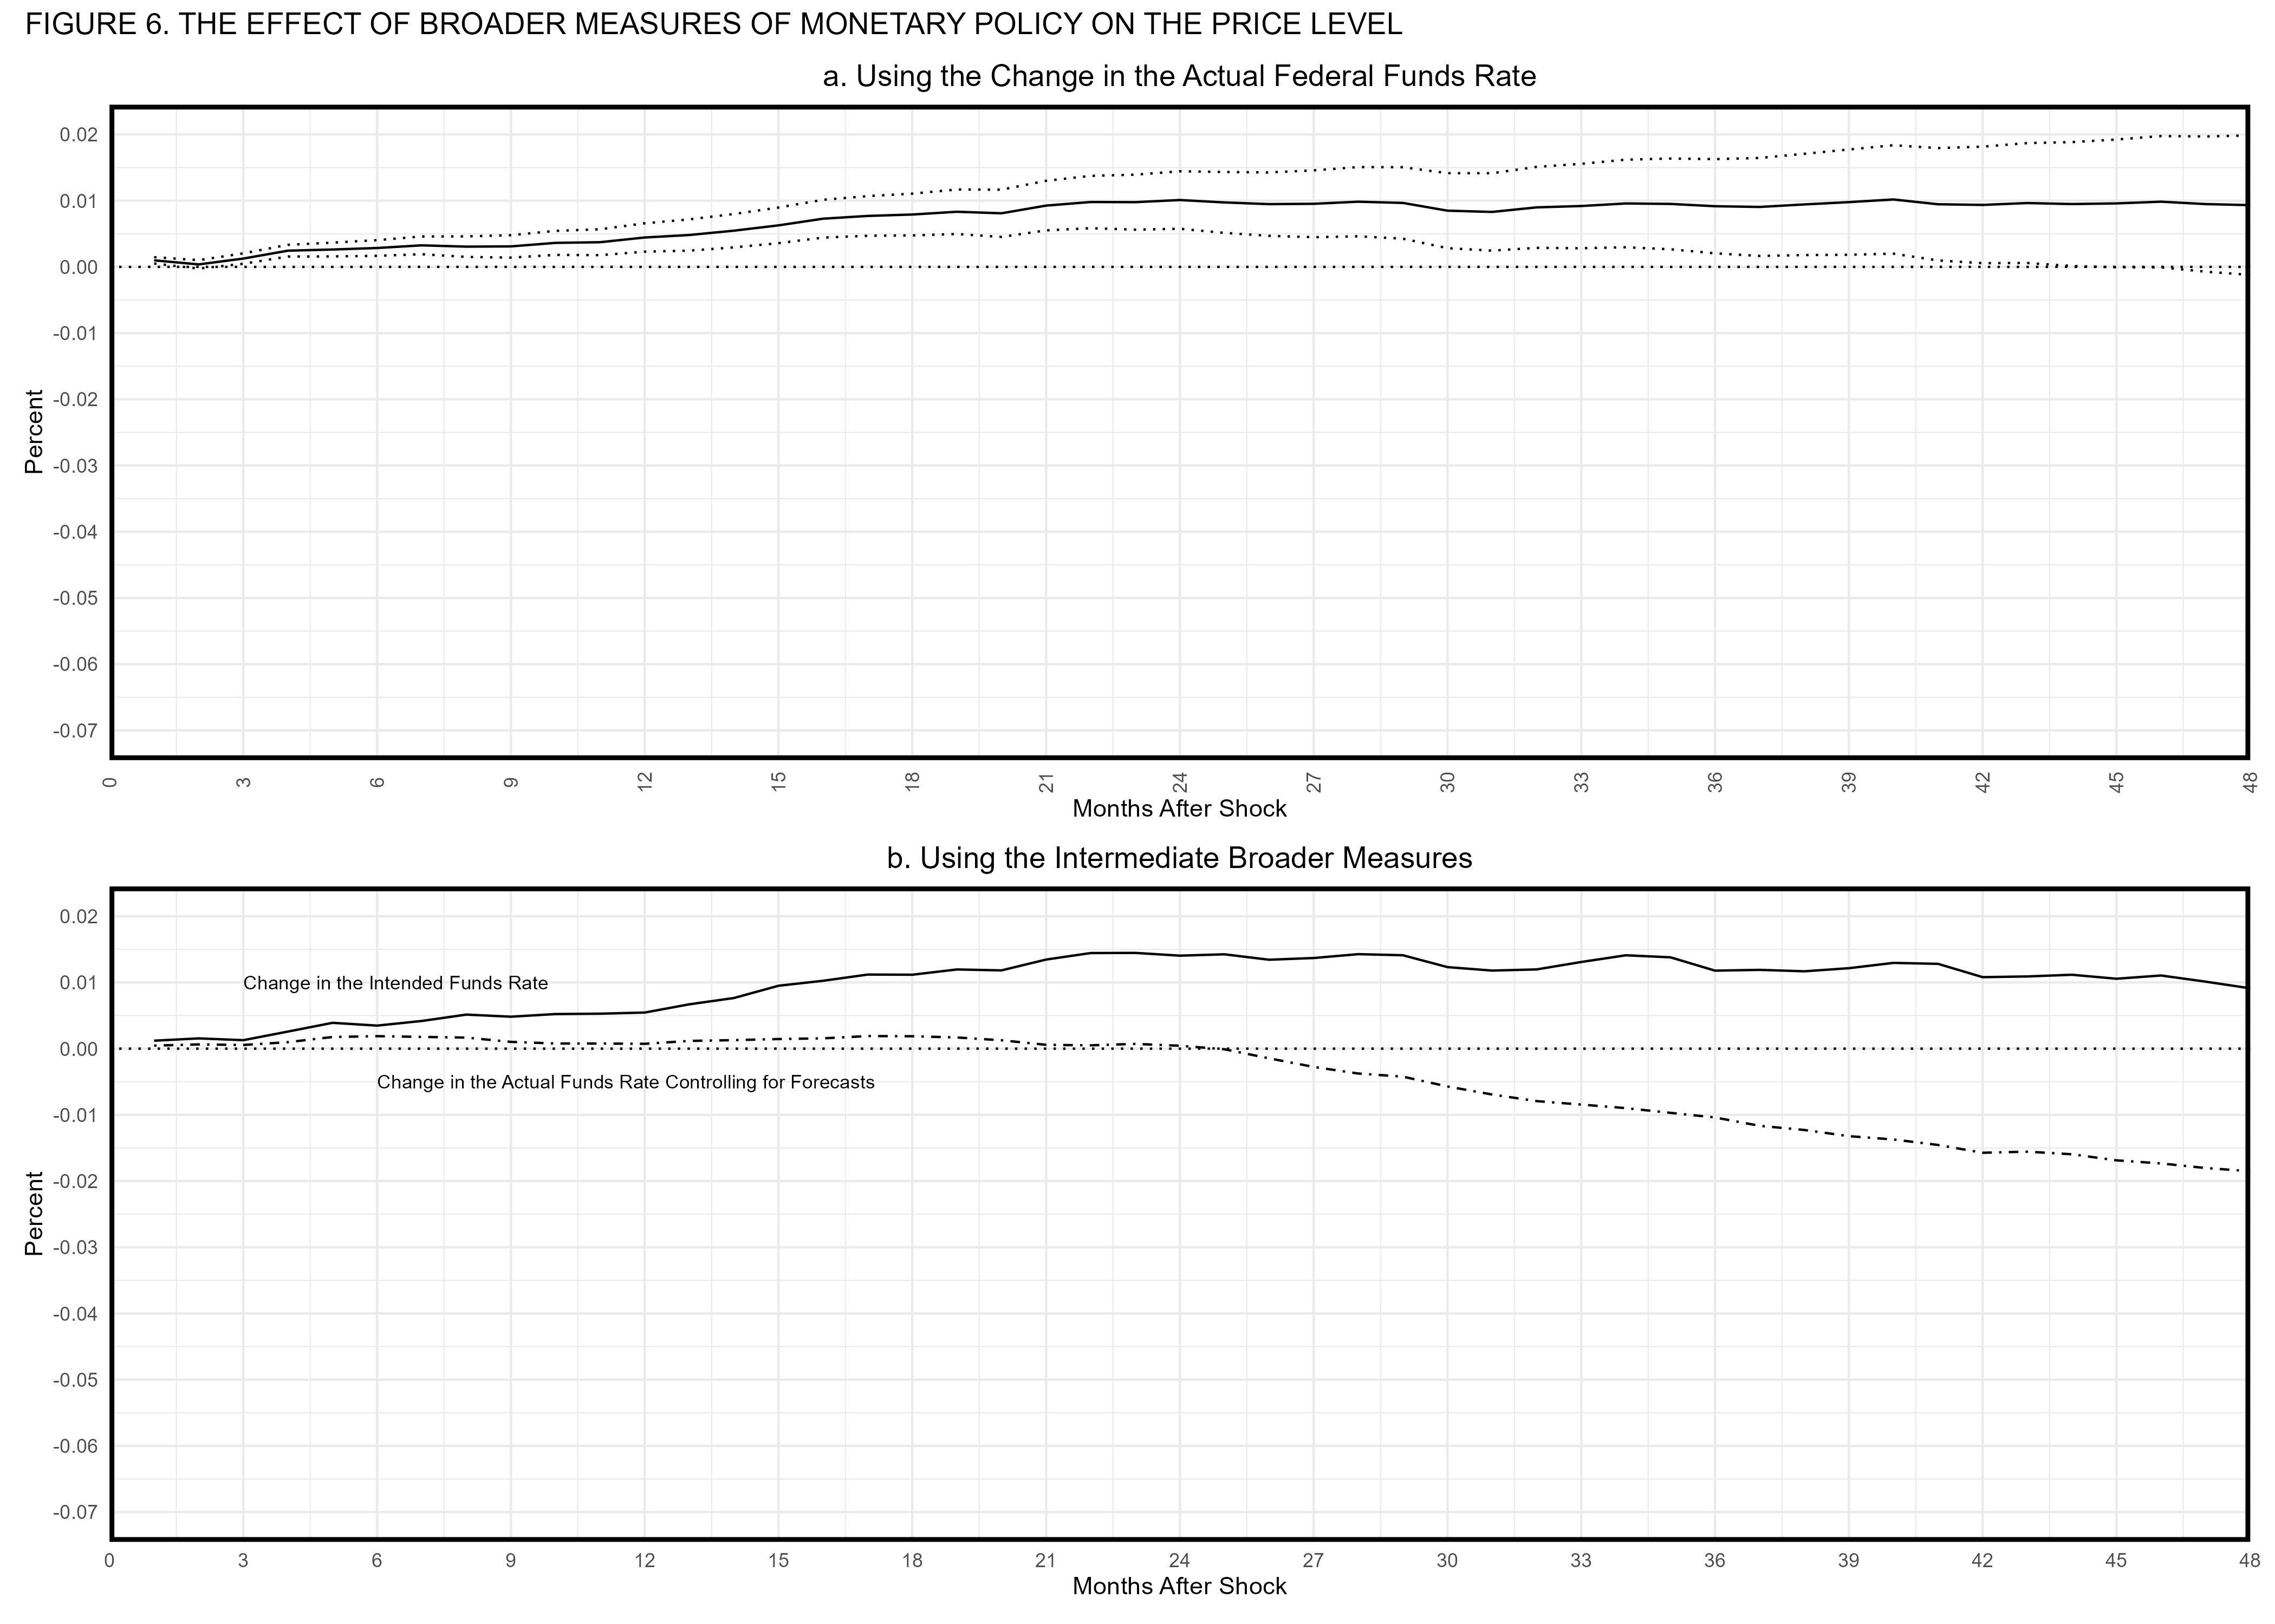 FIGURE 6. THE EFFECT OF BROADER MEASURES OF MONETARY POLICY ON THE PRICE LEVEL
a. Using the Change in the Actual Federal Funds Rate
Percent
0.02
0.01
0.00
-0.01
-0.02
-0.03
-0.04
-0.05
-0.06
-0.07
0 3 6 9 12 15 18 21 24 27 30 33 36 39 42 45 48
Months After Shock
b. Using the Intermediate Broader Measures
Percent
0.02
0.01
0.00
-0.01
-0.02
-0.03
-0.04
-0.05
-0.06
-0.07
Change in the Intended Funds Rate
Change in the Actual Funds Rate Controlling for Forecasts
0 3 6 9 12 15 18 21 24 27 30 33 36 39 42 45 48
Months After Shock